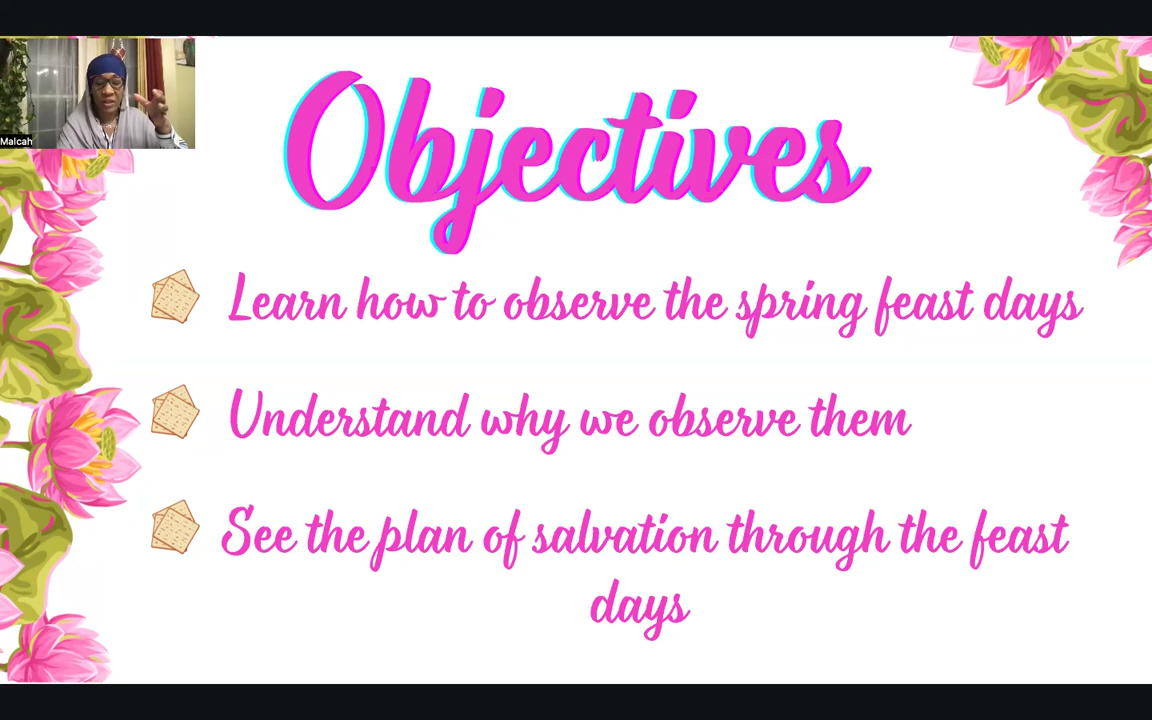 Malcah
Objectives
Learn how to observe the spring feast days
Understand why we observe them
See the plan of salvation through the feast
days